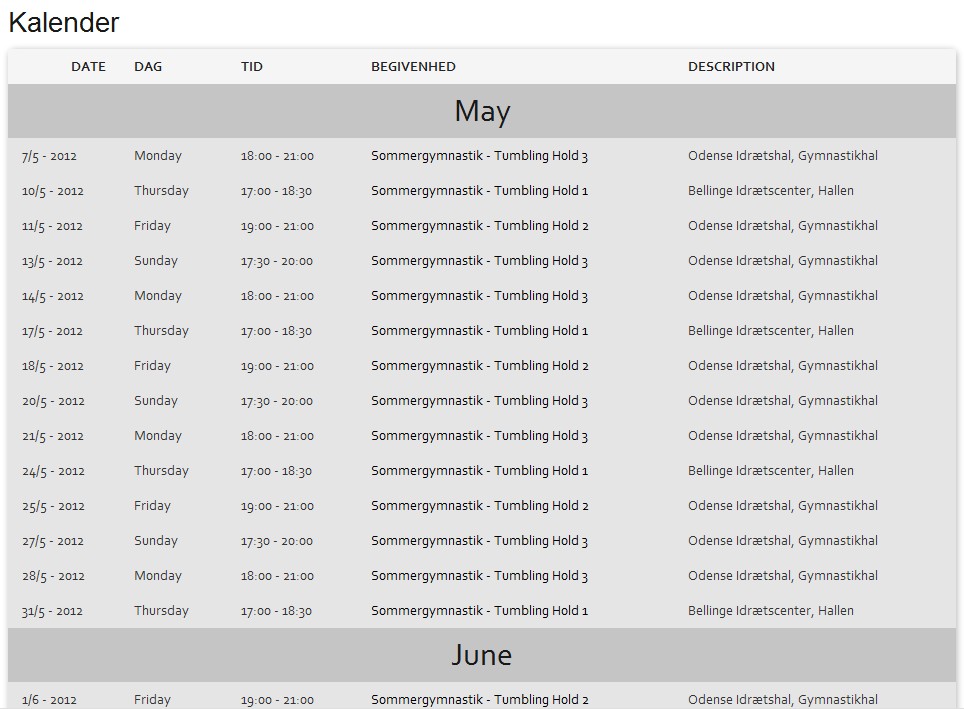 Kalender
DATE DAG TID BEGIVENHED DESCRIPTION
May
7/5 - 2012 Monday 18:00 - 21:00 Sommergymnastik - Tumbling Hold 3 Odense Idrætshal, Gymnastikhal
10/5 - 2012 Thursday 17:00 - 18:30 Sommergymnastik - Tumbling Hold 1 Bellinge Idrætscenter, Hallen
11/5 - 2012 Friday 19:00 - 21:00 Sommergymnastik - Tumbling Hold 2 Odense Idrætshal, Gymnastikhal
13/5 - 2012 Sunday 17:30 - 20:00 Sommergymnastik - Tumbling Hold 3 Odense Idrætshal, Gymnastikhal
14/5 - 2012 Monday 18:00 - 21:00 Sommergymnastik - Tumbling Hold 3 Odense Idrætshal, Gymnastikhal
17/5 - 2012 Thursday 17:00 - 18:30 Sommergymnastik - Tumbling Hold 1 Bellinge Idrætscenter, Hallen
18/5 - 2012 Friday 19:00 - 21:00 Sommergymnastik - Tumbling Hold 2 Odense Idrætshal, Gymnastikhal
20/5 - 2012 Sunday 17:30 - 20:00 Sommergymnastik - Tumbling Hold 3 Odense Idrætshal, Gymnastikhal
21/5 - 2012 Monday 18:00 - 21:00 Sommergymnastik - Tumbling Hold 3 Odense Idrætshal, Gymnastikhal
24/5 - 2012 Thursday 17:00 - 18:30 Sommergymnastik - Tumbling Hold 1 Bellinge Idrætscenter, Hallen
25/5 - 2012 Friday 19:00 - 21:00 Sommergymnastik - Tumbling Hold 2 Odense Idrætshal, Gymnastikhal
27/5 - 2012 Sunday 17:30 - 20:00 Sommergymnastik - Tumbling Hold 3 Odense Idrætshal, Gymnastikhal
28/5 - 2012 Monday 18:00 - 21:00 Sommergymnastik - Tumbling Hold 3 Odense Idrætshal, Gymnastikhal
31/5 - 2012 Thursday 17:00 - 18:30 Sommergymnastik - Tumbling Hold 1 Bellinge Idrætscenter, Hallen
June
1/6 - 2012 Friday 19:00 - 21:00 Sommergymnastik - Tumbling Hold 2 Odense Idrætshal, Gymnastikhal